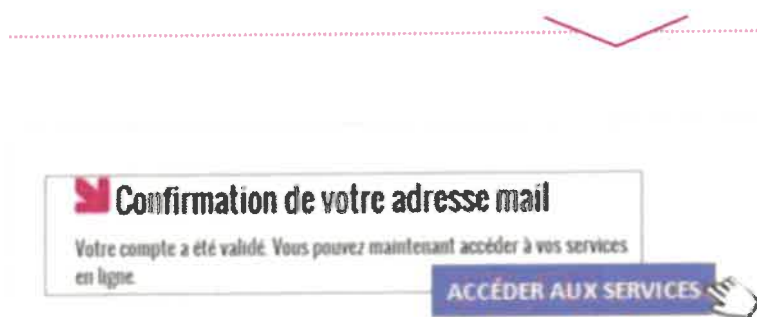 Confirmation de votre adresse mail
Votre compte a été validé. Vous pouvez maintenant accéder à vos services
en ligne.
ACCÉDER AUX SERVICES